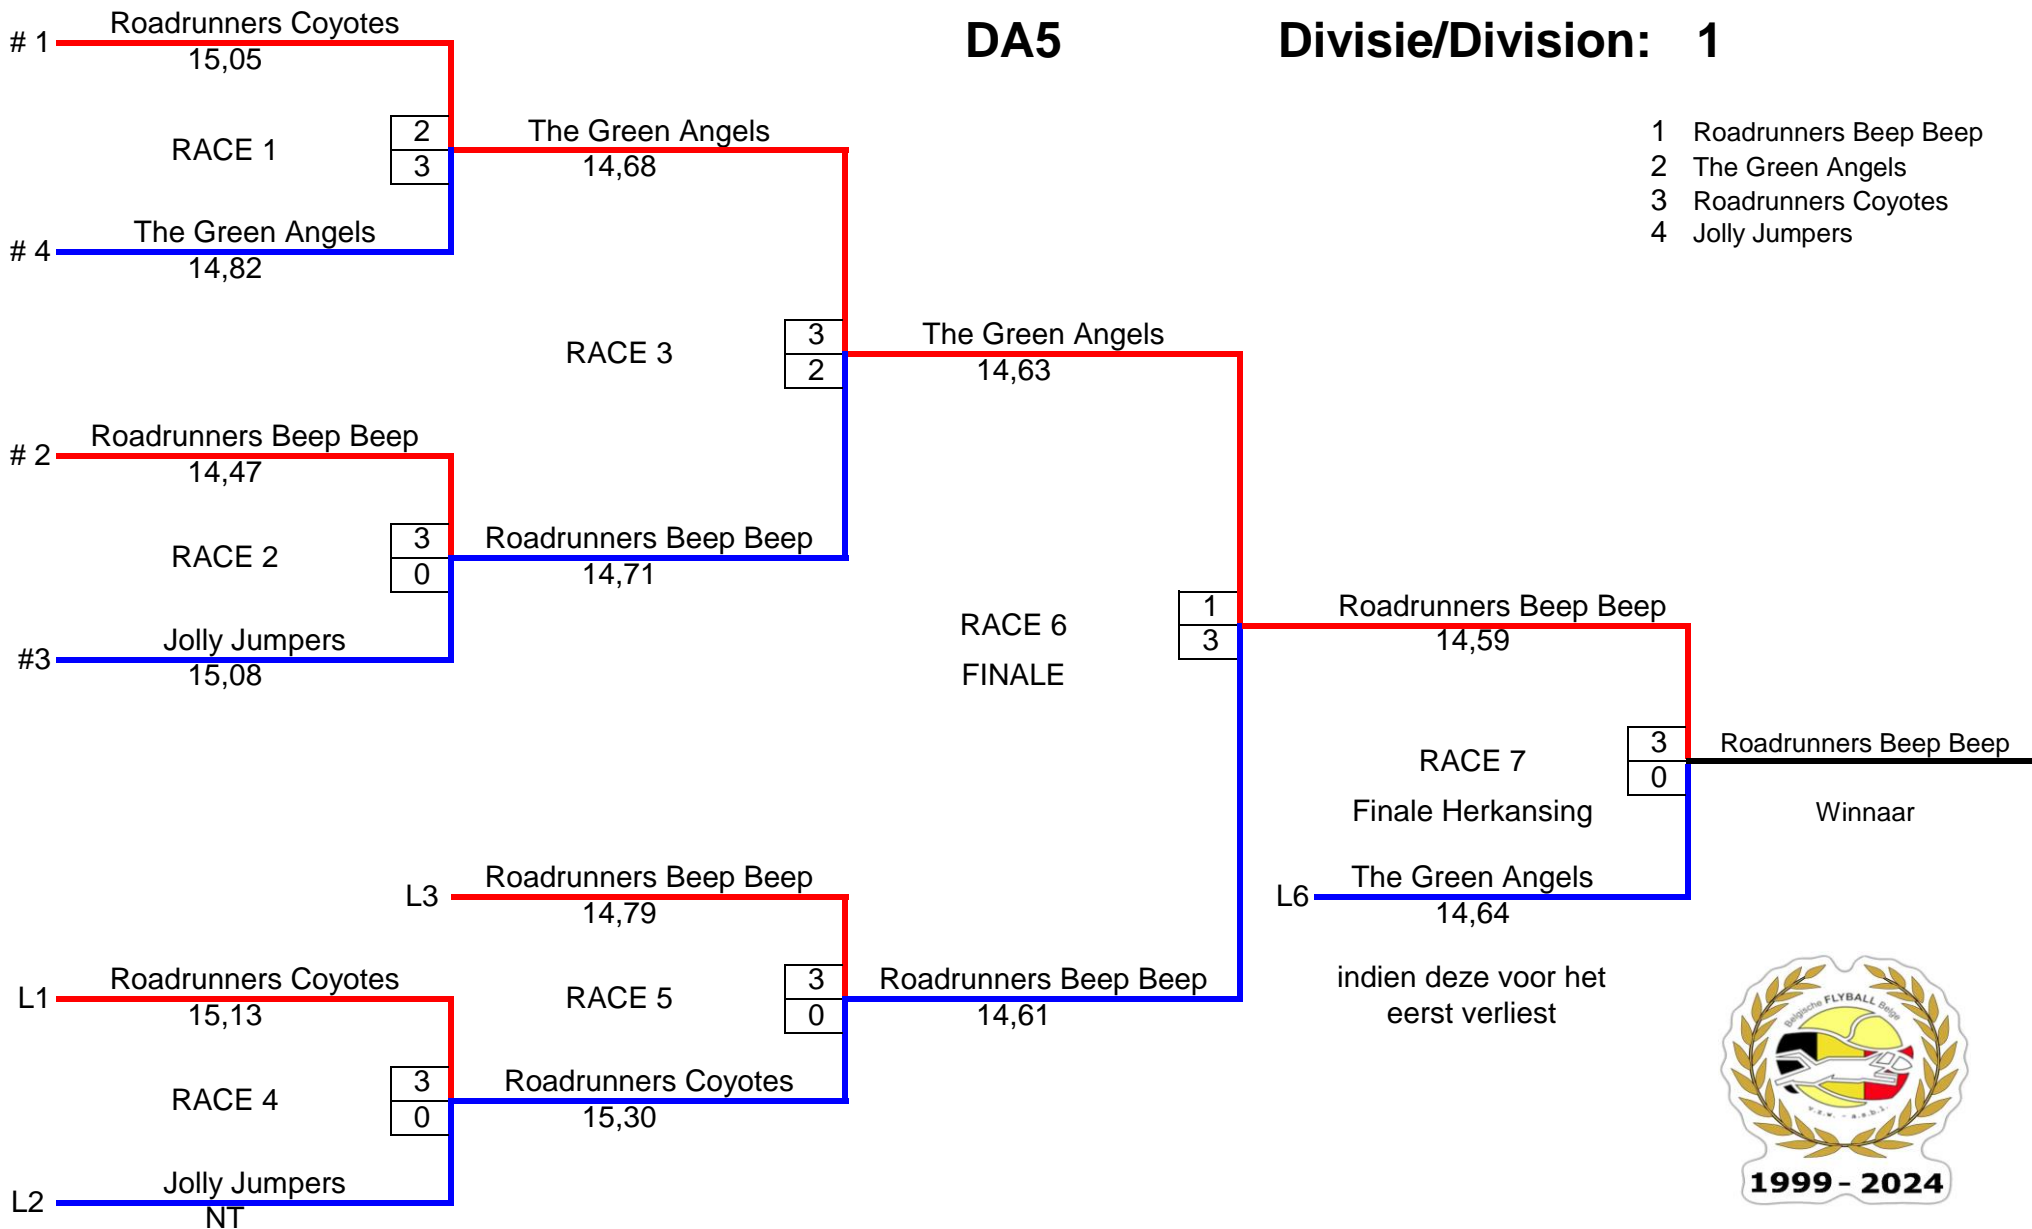 DA5
Divisie/Division: 1
1 Roadrunners Beep Beep
2 The Green Angels
3 Roadrunners Coyotes
4 Jolly Jumpers
# 1
Roadrunners Coyotes
15,05
RACE 1
2
3
# 4
The Green Angels
14,82
The Green Angels
14,68
RACE 3
3
2
# 2
Roadrunners Beep Beep
14,47
RACE 2
3
0
#3
Jolly Jumpers
15,08
Roadrunners Beep Beep
14,71
The Green Angels
14,63
RACE 6
FINALE
1
3
Roadrunners Beep Beep
14,59
RACE 7
Finale Herkansing
3
0
Roadrunners Beep Beep
Winnaar
L6
The Green Angels
14,64
indien deze voor het
eerst verliest
L3
Roadrunners Beep Beep
14,79
RACE 5
3
0
Roadrunners Beep Beep
14,61
L1
Roadrunners Coyotes
15,13
RACE 4
3
0
Roadrunners Coyotes
15,30
L2
Jolly Jumpers
NT
Belgische FLYBALL Belge
v.z.w. - a.s.b.l.
1999 - 2024